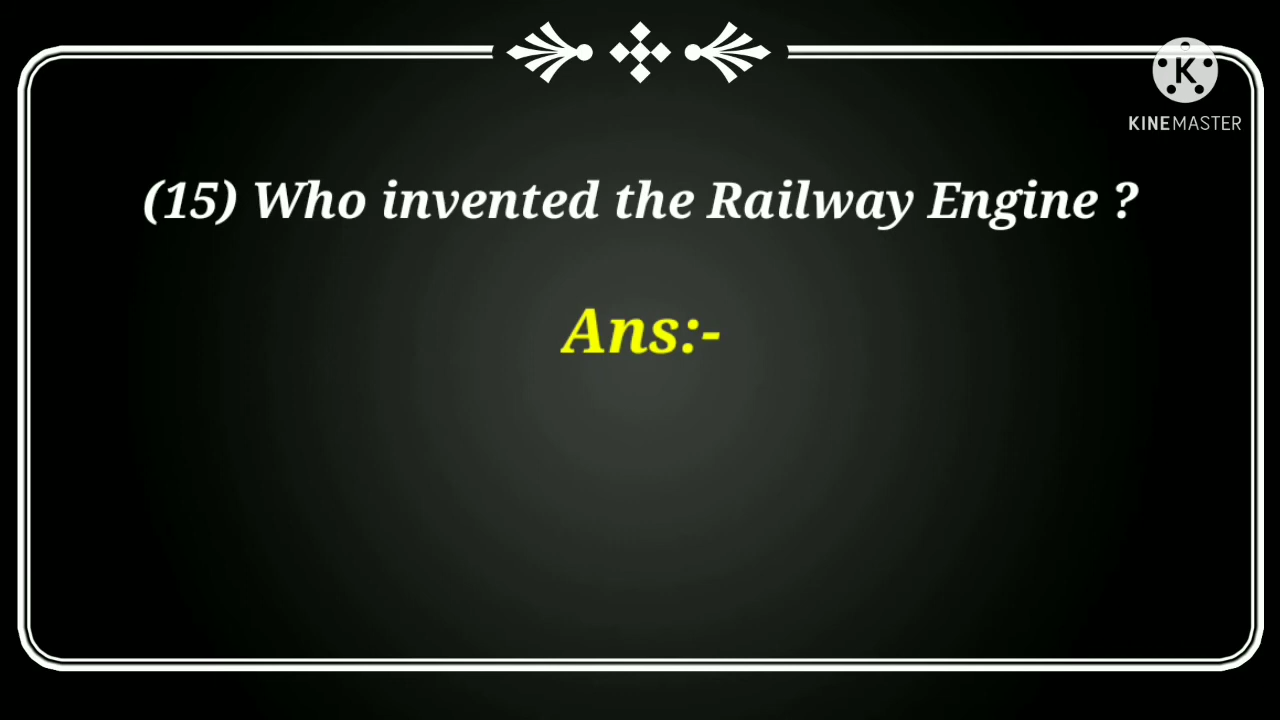 K
KINEMASTER
(15) Who invented the Railway Engine ?
Ans:-